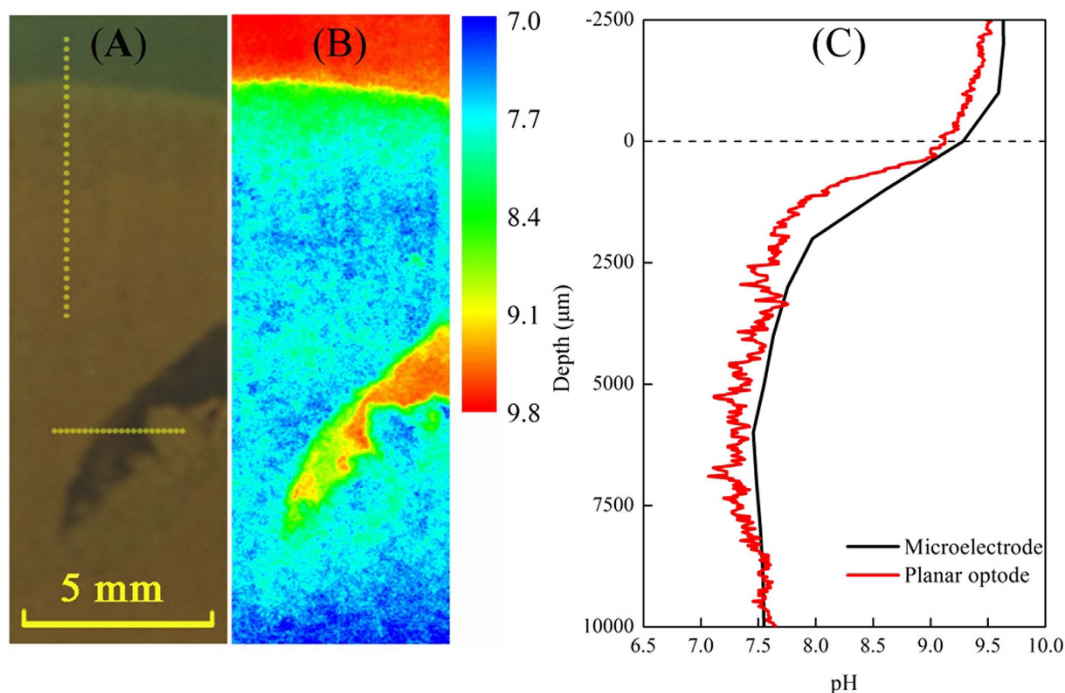 (A)
5 mm
(B)
7.0
7.7
8.4
9.1
9.8
(C)
-2500
0
2500
5000
7500
10000
Depth (μm)
Microelectrode
Planar optode
6.5 7.0 7.5 8.0 8.5 9.0 9.5 10.0
pH